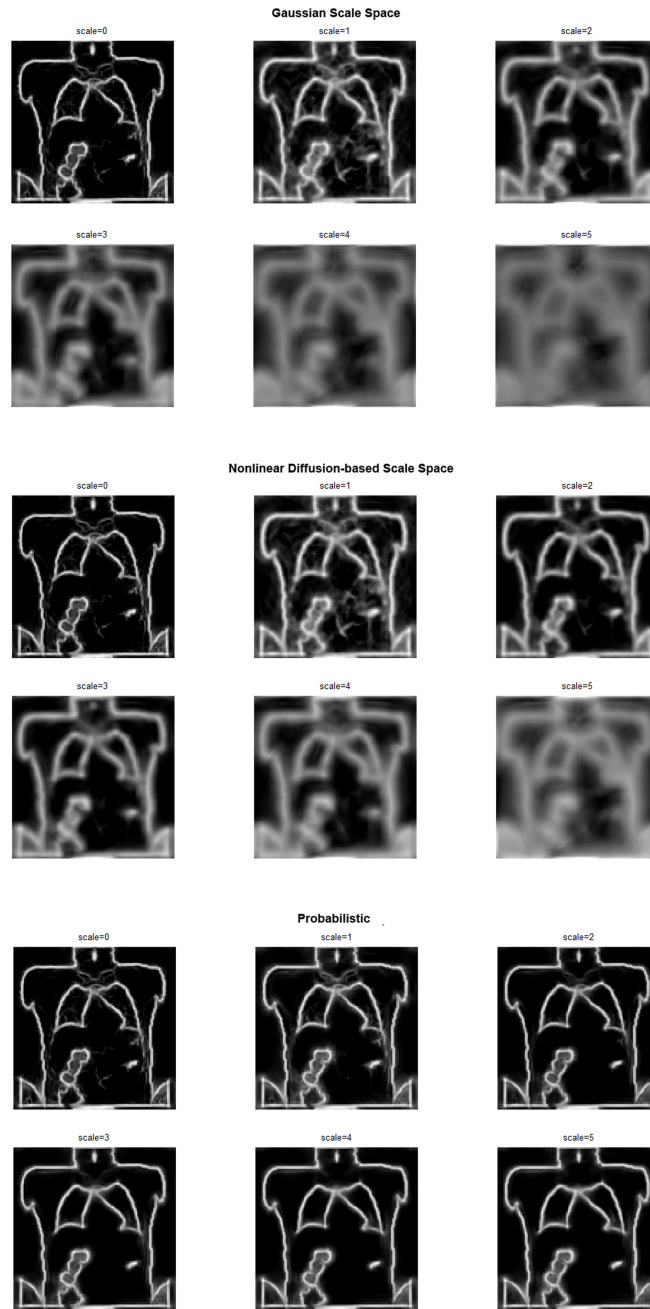 Gaussian Scale Space
scale=0 scale=1 scale=2
scale=3 scale=4 scale=5
Nonlinear Diffusion-based Scale Space
scale=0 scale=1 scale=2
scale=3 scale=4 scale=5
Probabilistic
scale=0 scale=1 scale=2
scale=3 scale=4 scale=5